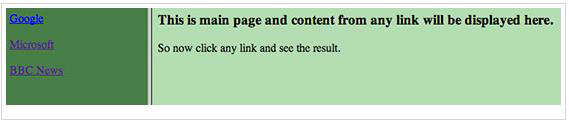 Google
Microsoft
BBC News
This is main page and content from any link will be displayed here.
So now click any link and see the result.